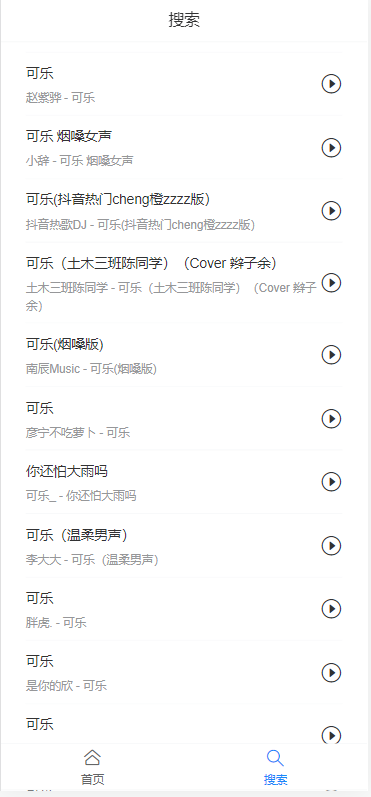 搜索
可乐
赵紫骅 - 可乐
可乐 烟嗓女声
小辞 - 可乐 烟嗓女声
可乐(抖音热门cheng橙zzzz版)
抖音热歌DJ - 可乐(抖音热门cheng橙zzzz版)
可乐（土木三班陈同学）（Cover 辫子余）
土木三班陈同学 - 可乐（土木三班陈同学）（Cover 辫子
余）
可乐(烟嗓版)
南辰Music - 可乐(烟嗓版)
可乐
彦宁不吃萝卜 - 可乐
你还怕大雨吗
可乐_ - 你还怕大雨吗
可乐（温柔男声）
李大大 - 可乐（温柔男声）
可乐
胖虎. - 可乐
可乐
是你的欣 - 可乐
可乐
首页
搜索